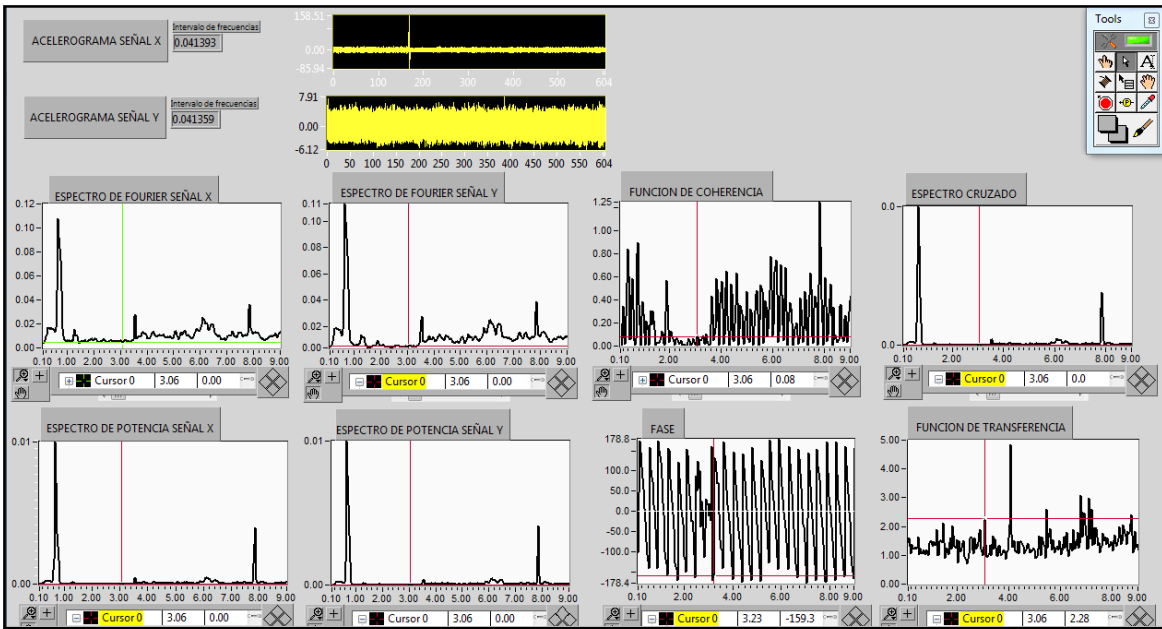 Tools
ACELEROGRAMA SEÑAL X
Intervalo de frecuencias
0.041393
158.51
0.00
-85.94
0 100 200 300 400 500 604
ACELEROGRAMA SEÑAL Y
Intervalo de frecuencias
0.041359
7.91
0.00
-6.12
0 50 100 150 200 250 300 350 400 450 500 550 604
ESPECTRO DE FOURIER SEÑAL X
0.12
0.10
0.08
0.06
0.04
0.02
0.00
0.10 1.00 2.00 3.00 4.00 5.00 6.00 7.00 8.00 9.00
Cursor 0 3.06 0.00
ESPECTRO DE FOURIER SEÑAL Y
0.11
0.10
0.08
0.06
0.04
0.02
0.00
0.10 1.00 2.00 3.00 4.00 5.00 6.00 7.00 8.00 9.00
Cursor 0 3.06 0.00
FUNCION DE COHERENCIA
1.25
1.00
0.80
0.60
0.40
0.20
0.00
0.10 2.00 4.00 6.00 8.00 9.00
Cursor 0 3.06 0.08
ESPECTRO CRUZADO
0.0
0.0
0.10 2.00 3.00 4.00 5.00 6.00 7.00 8.00 9.00
Cursor 0 3.06 0.0
ESPECTRO DE POTENCIA SEÑAL X
0.01
0.00
0.10 1.00 2.00 3.00 4.00 5.00 6.00 7.00 8.00 9.00
Cursor 0 3.06 0.00
ESPECTRO DE POTENCIA SEÑAL Y
0.01
0.00
0.10 1.00 2.00 3.00 4.00 5.00 6.00 7.00 8.00 9.00
Cursor 0 3.06 0.00
FASE
178.8
100.0
50.0
0.0
-50.0
-100.0
-178.4
0.10 2.00 4.00 6.00 8.00 9.00
Cursor 0 3.23 -159.3
FUNCION DE TRANSFERENCIA
5.00
4.00
3.00
2.00
1.00
0.00
0.10 2.00 3.00 4.00 5.00 6.00 7.00 8.00 9.00
Cursor 0 3.06 2.28